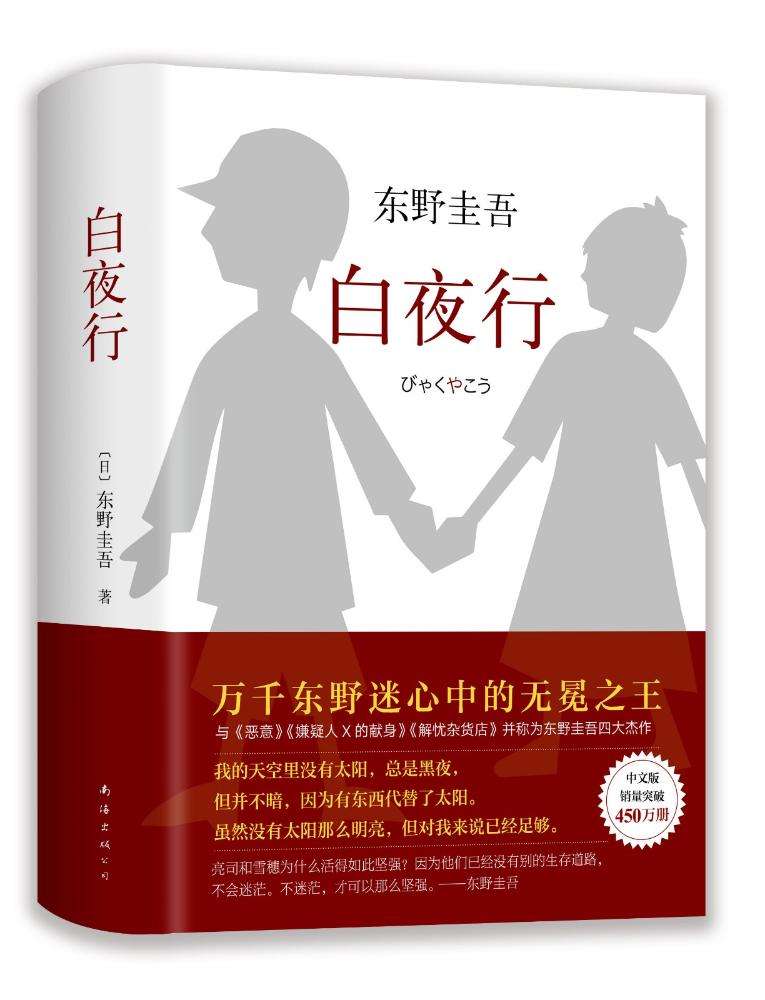 白夜行
〔日〕东野圭吾 著
南海出版公司
东野圭吾
白夜行
びゃくやこう
万千东野迷心中的无冕之王
与《恶意》《嫌疑人X的献身》《解忧杂货店》并称为东野圭吾四大杰作
我的天空里没有太阳，总是黑夜，
但并不暗，因为有东西代替了太阳。
虽然没有太阳那么明亮，但对我来说已经足够。
中文版
销量突破
450万册
亮司和雪穗为什么活得如此坚强？因为他们已经没有别的生存道路，
不会迷茫。不迷茫，才可以那么坚强。——东野圭吾